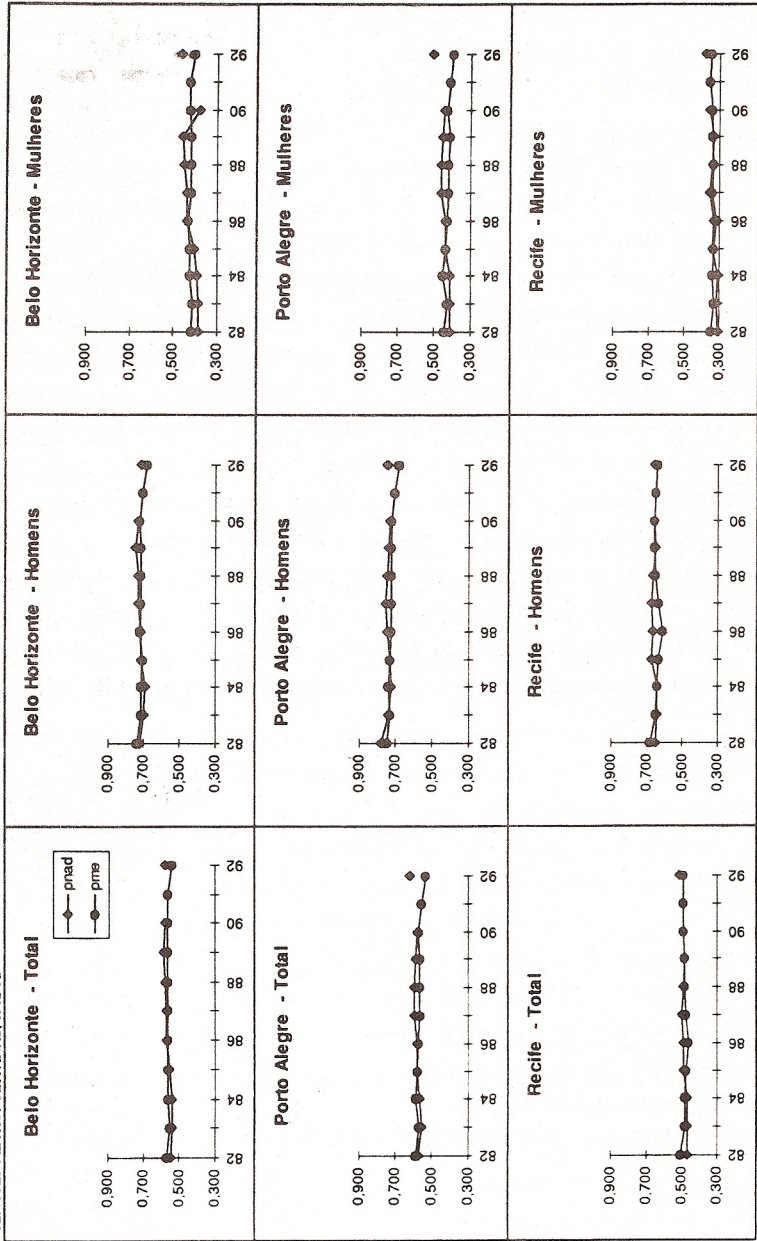 Belo Horizonte - Total
0,900
0,700
0,500
0,300
82 84 86 88 90 92
pnad
pme
Belo Horizonte - Homens
0,900
0,700
0,500
0,300
82 84 86 88 90 92
Belo Horizonte - Mulheres
0,900
0,700
0,500
0,300
82 84 86 88 90 92
Porto Alegre - Total
0,900
0,700
0,500
0,300
82 84 86 88 90 92
Porto Alegre - Homens
0,900
0,700
0,500
0,300
82 84 86 88 90 92
Porto Alegre - Mulheres
0,900
0,700
0,500
0,300
82 84 86 88 90 92
Recife - Total
0,900
0,700
0,500
0,300
82 84 86 88 90 92
Recife - Homens
0,900
0,700
0,500
0,300
82 84 86 88 90 92
Recife - Mulheres
0,900
0,700
0,500
0,300
82 84 86 88 90 92